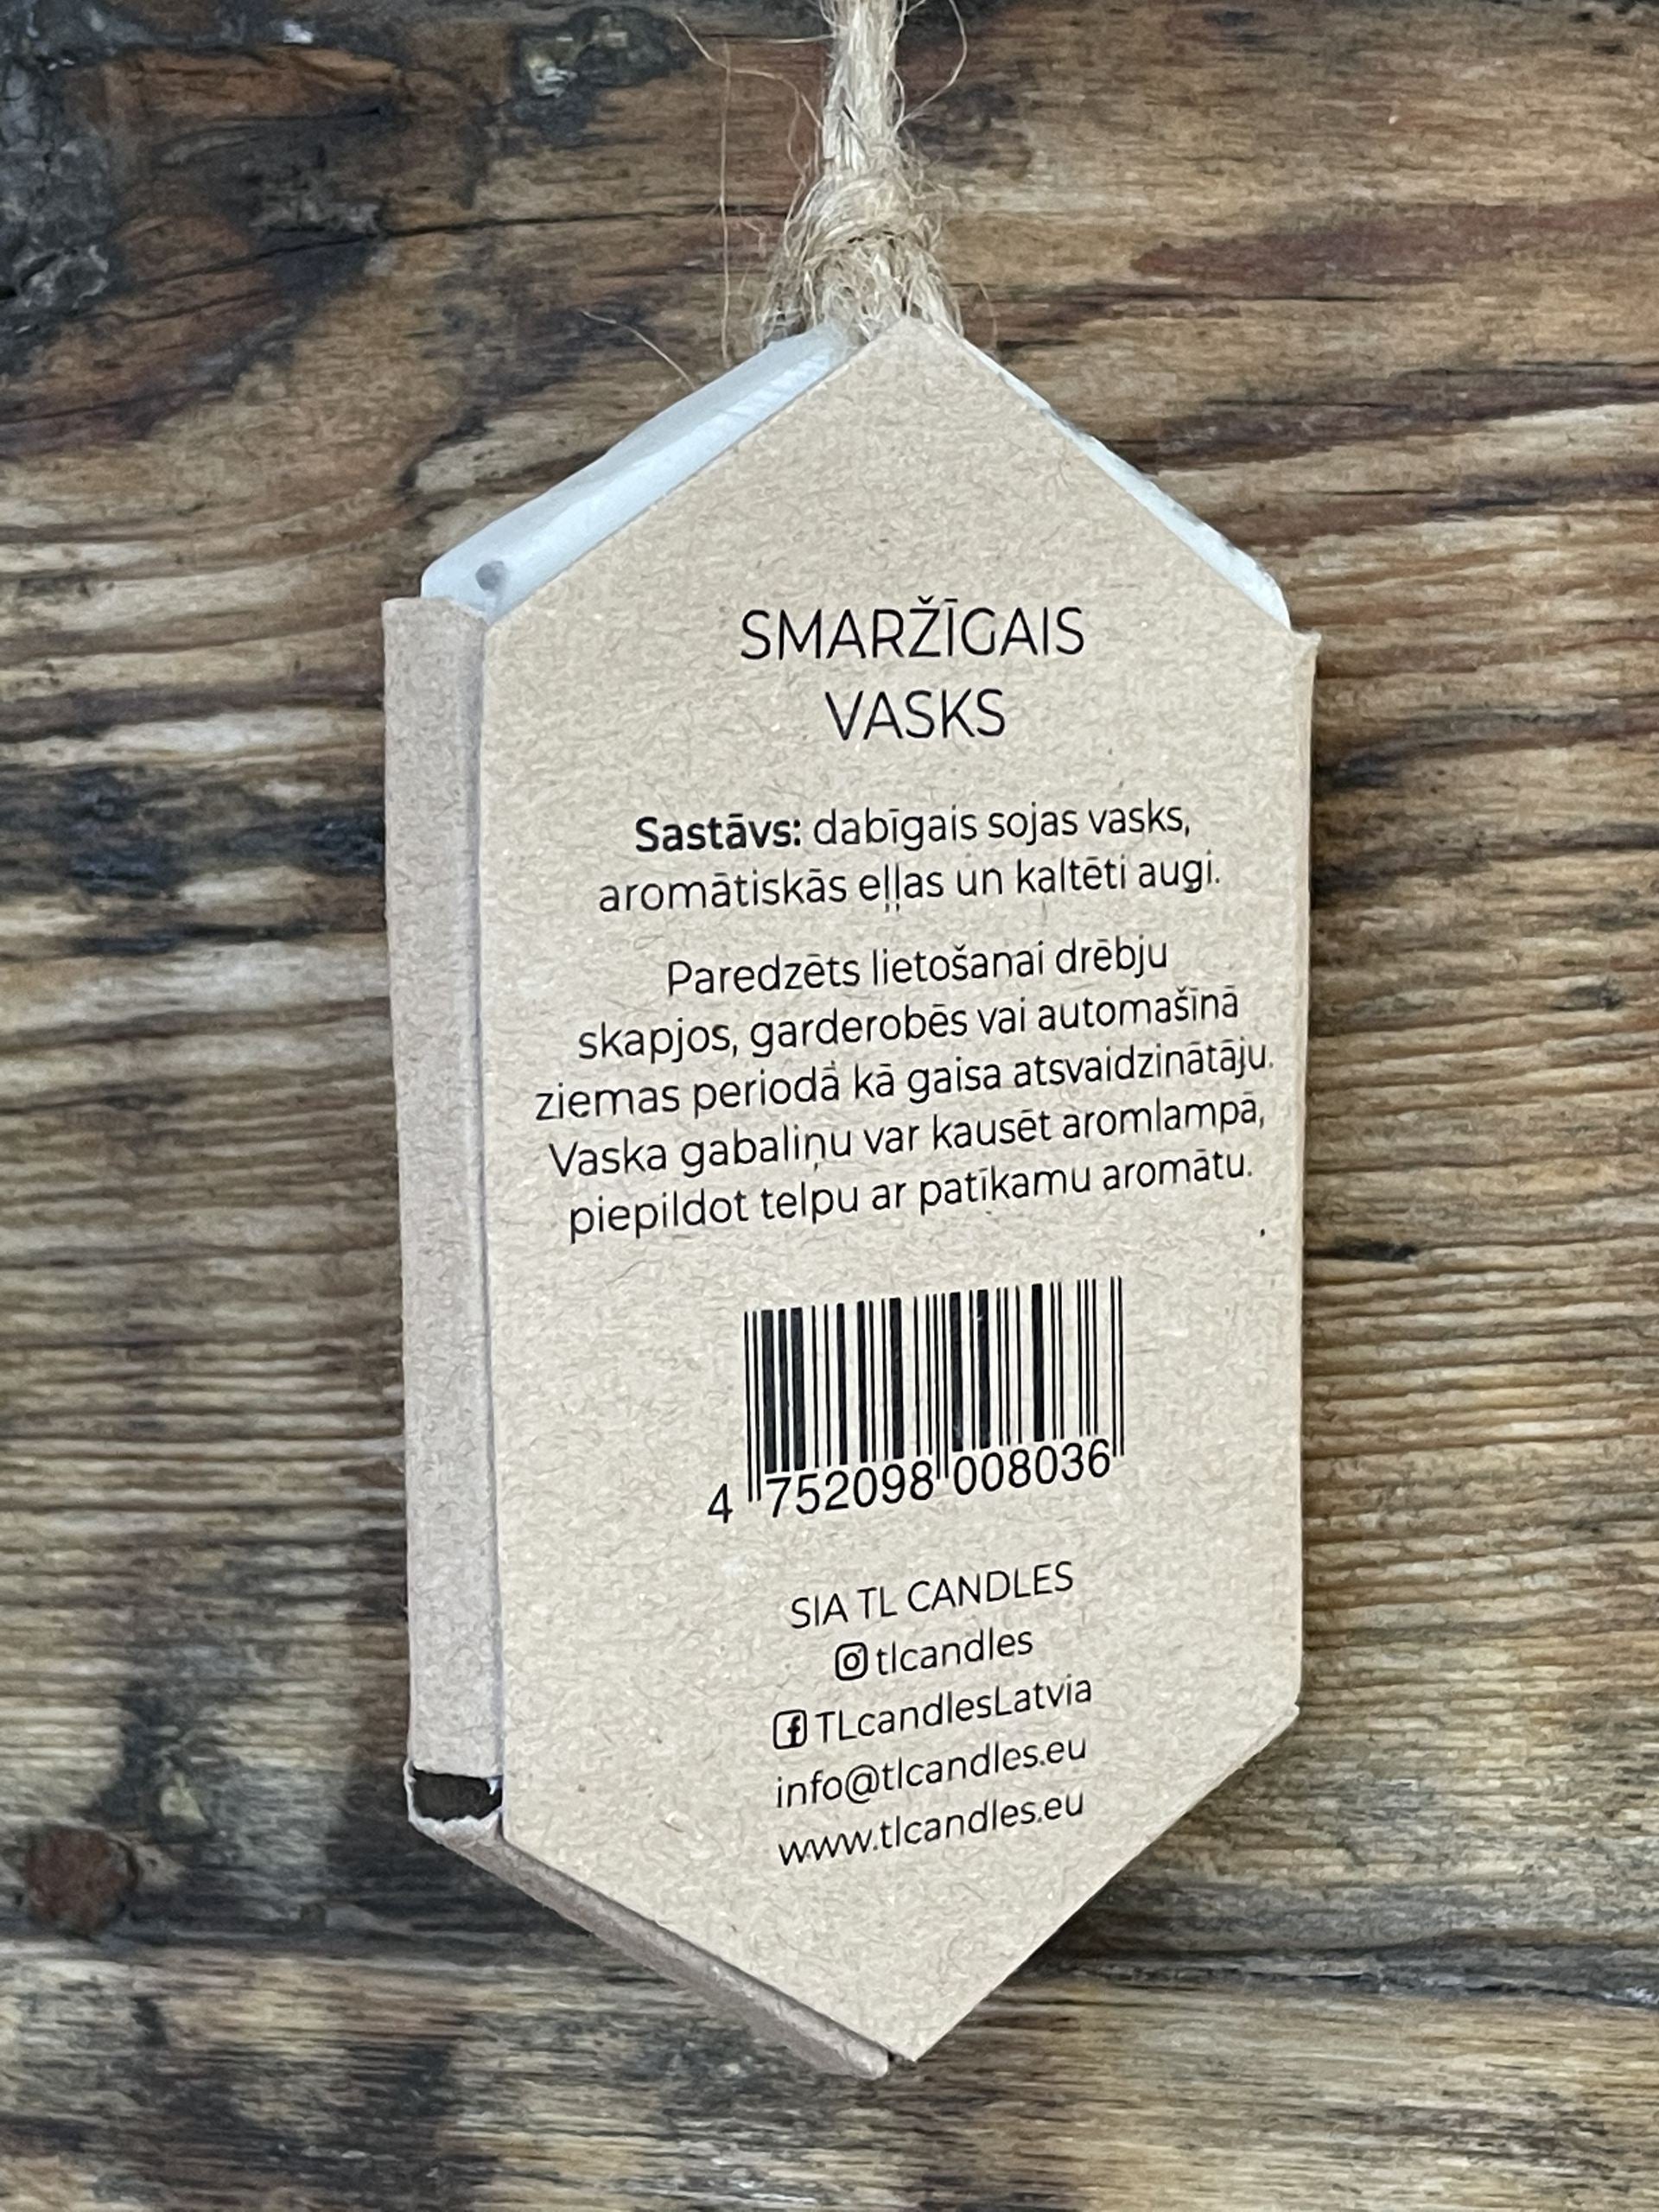 SMARŽĪGAIS
VASKS
Sastāvs: dabīgais sojas vasks,
aromātiskās eļļas un kaltēti augi.
Paredzēts lietošanai drēbju
skapjos, garderobēs vai automašīnā
ziemas periodā kā gaisa atsvaidzinātāju.
Vaska gabaliņu var kausēt aromlampā,
piepildot telpu ar patīkamu aromātu.
4 752098 008036
SIA TL CANDLES
tlcandles
TLcandlesLatvia
info@tlcandles.eu
www.tlcandles.eu